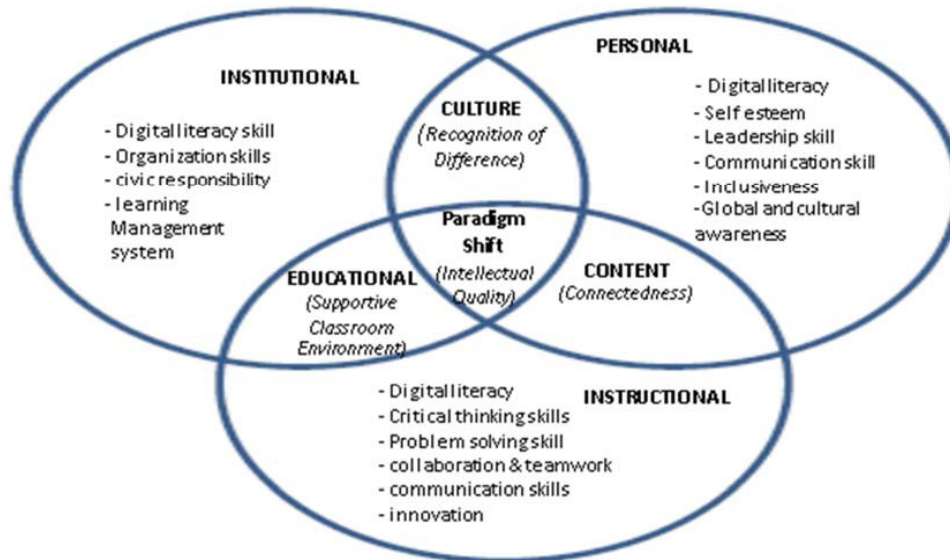 INSTITUTIONAL
- Digital literacy skill
- Organization skills
- civic responsibility
- learning
Management
system
CULTURE
(Recognition of
Difference)
PERSONAL
- Digital literacy
- Self esteem
- Leadership skill
- Communication skill
- Inclusiveness
-Global and cultural
awareness
Paradigm
Shift
(Intellectual
Quality)
EDUCATIONAL
(Supportive
Classroom
Environment)
CONTENT
(Connectedness)
INSTRUCTIONAL
- Digital literacy
- Critical thinking skills
- Problem solving skill
- collaboration & teamwork
- communication skills
- innovation